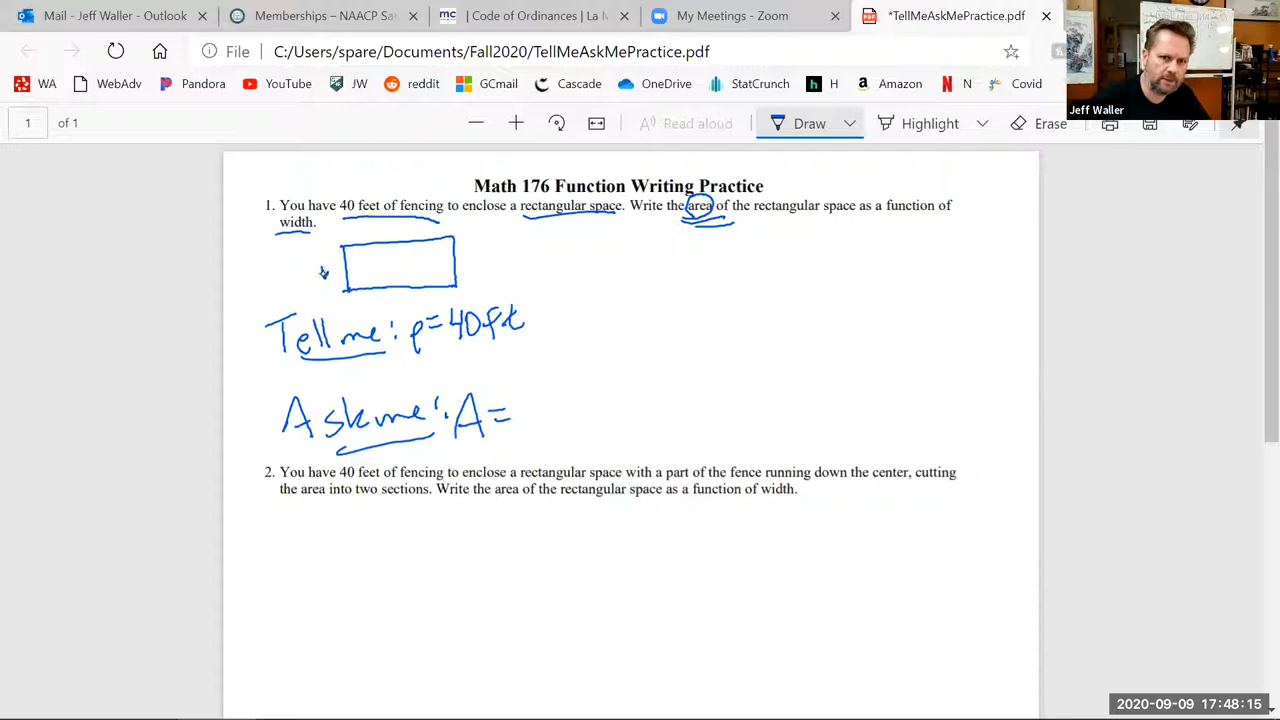 Mail - Jeff Waller - Outlook
Memberships - NAACP Sa
Ordinances | La
My Meetings - Zoo
TellMeAskMePractice.pdf
File
C:/Users/spare/Documents/Fall2020/TellMeAskMePractice.pdf
WA
WebAdv
Pandora
YouTube
JW
reddit
GCmail
Cascade
OneDrive
StatCrunch
H
Amazon
N
Covid
Jeff Waller
1 of 1
Read aloud
Draw
Highlight
Erase
Math 176 Function Writing Practice
1. You have 40 feet of fencing to enclose a rectangular space. Write the area of the rectangular space as a function of
width.
Tell me: p=40ft
Ask me: A=
2. You have 40 feet of fencing to enclose a rectangular space with a part of the fence running down the center, cutting
the area into two sections. Write the area of the rectangular space as a function of width.
2020-09-09 17:48:15